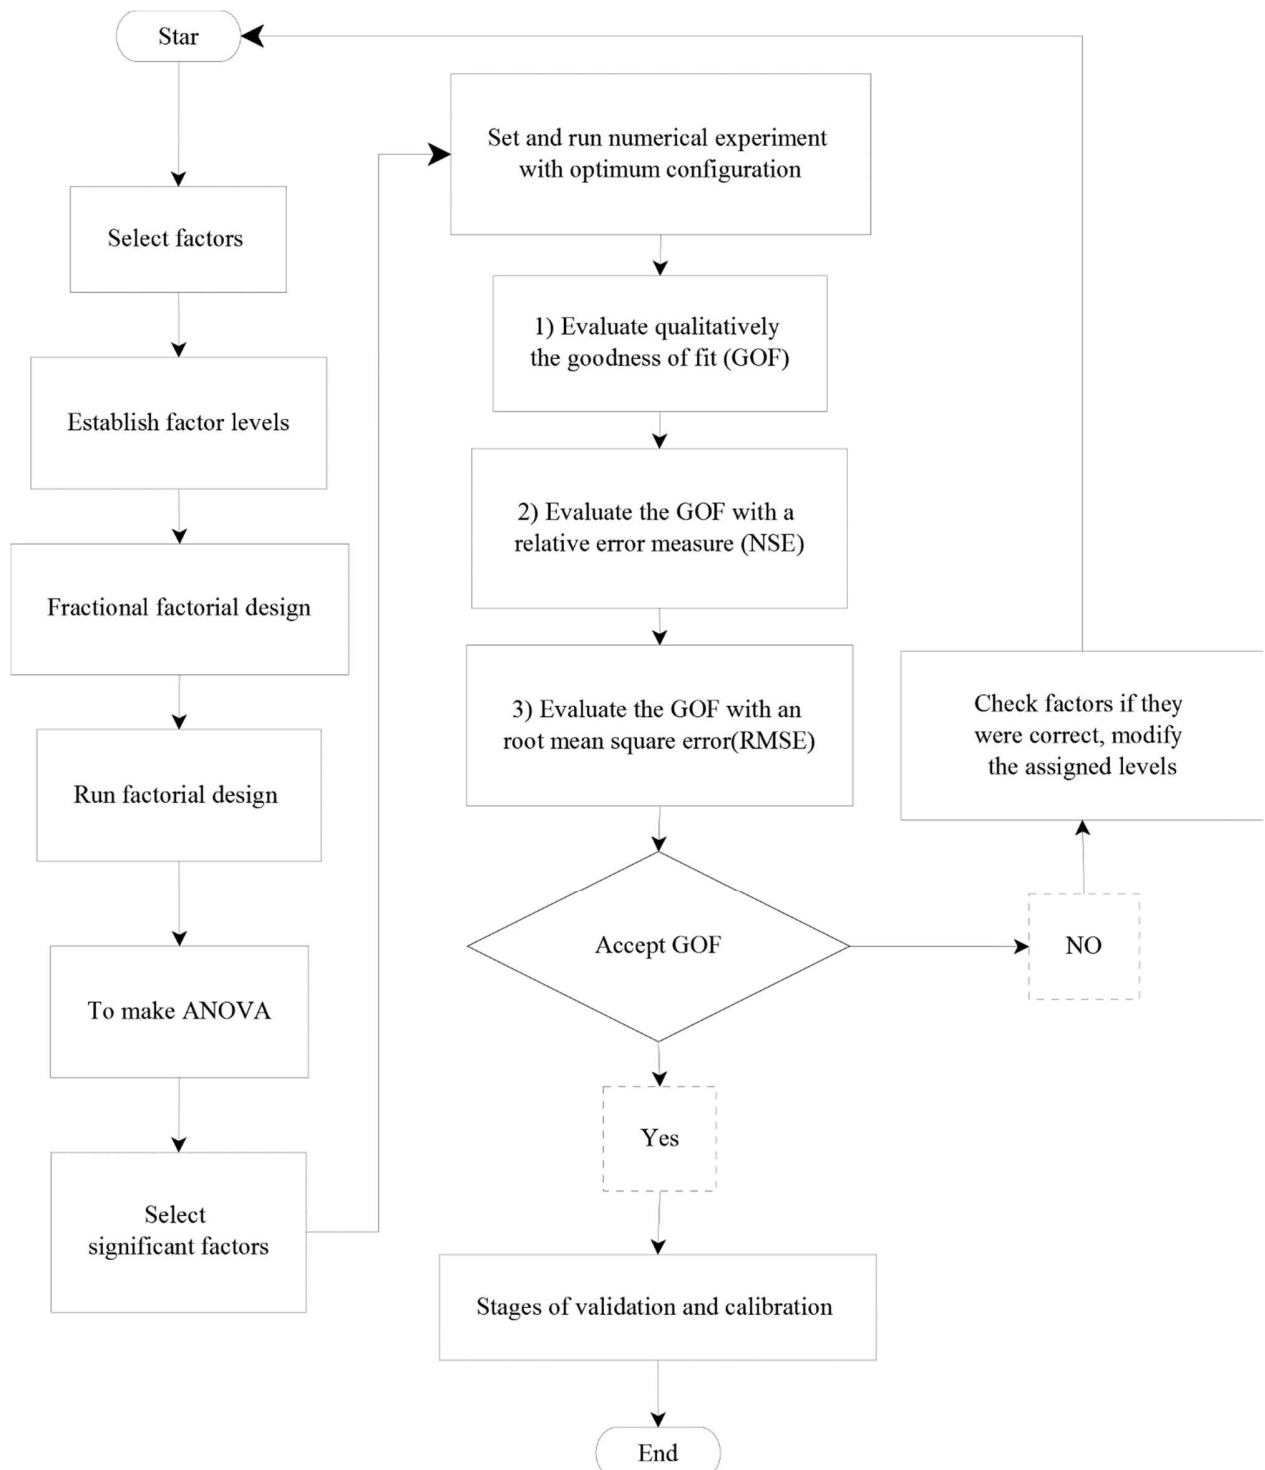 Star
Select factors
Establish factor levels
Fractional factorial design
Run factorial design
To make ANOVA
Select
significant factors
Set and run numerical experiment
with optimum configuration
1) Evaluate qualitatively
the goodness of fit (GOF)
2) Evaluate the GOF with a
relative error measure (NSE)
3) Evaluate the GOF with an
root mean square error(RMSE)
Accept GOF
NO
Check factors if they
were correct, modify
the assigned levels
Yes
Stages of validation and calibration
End